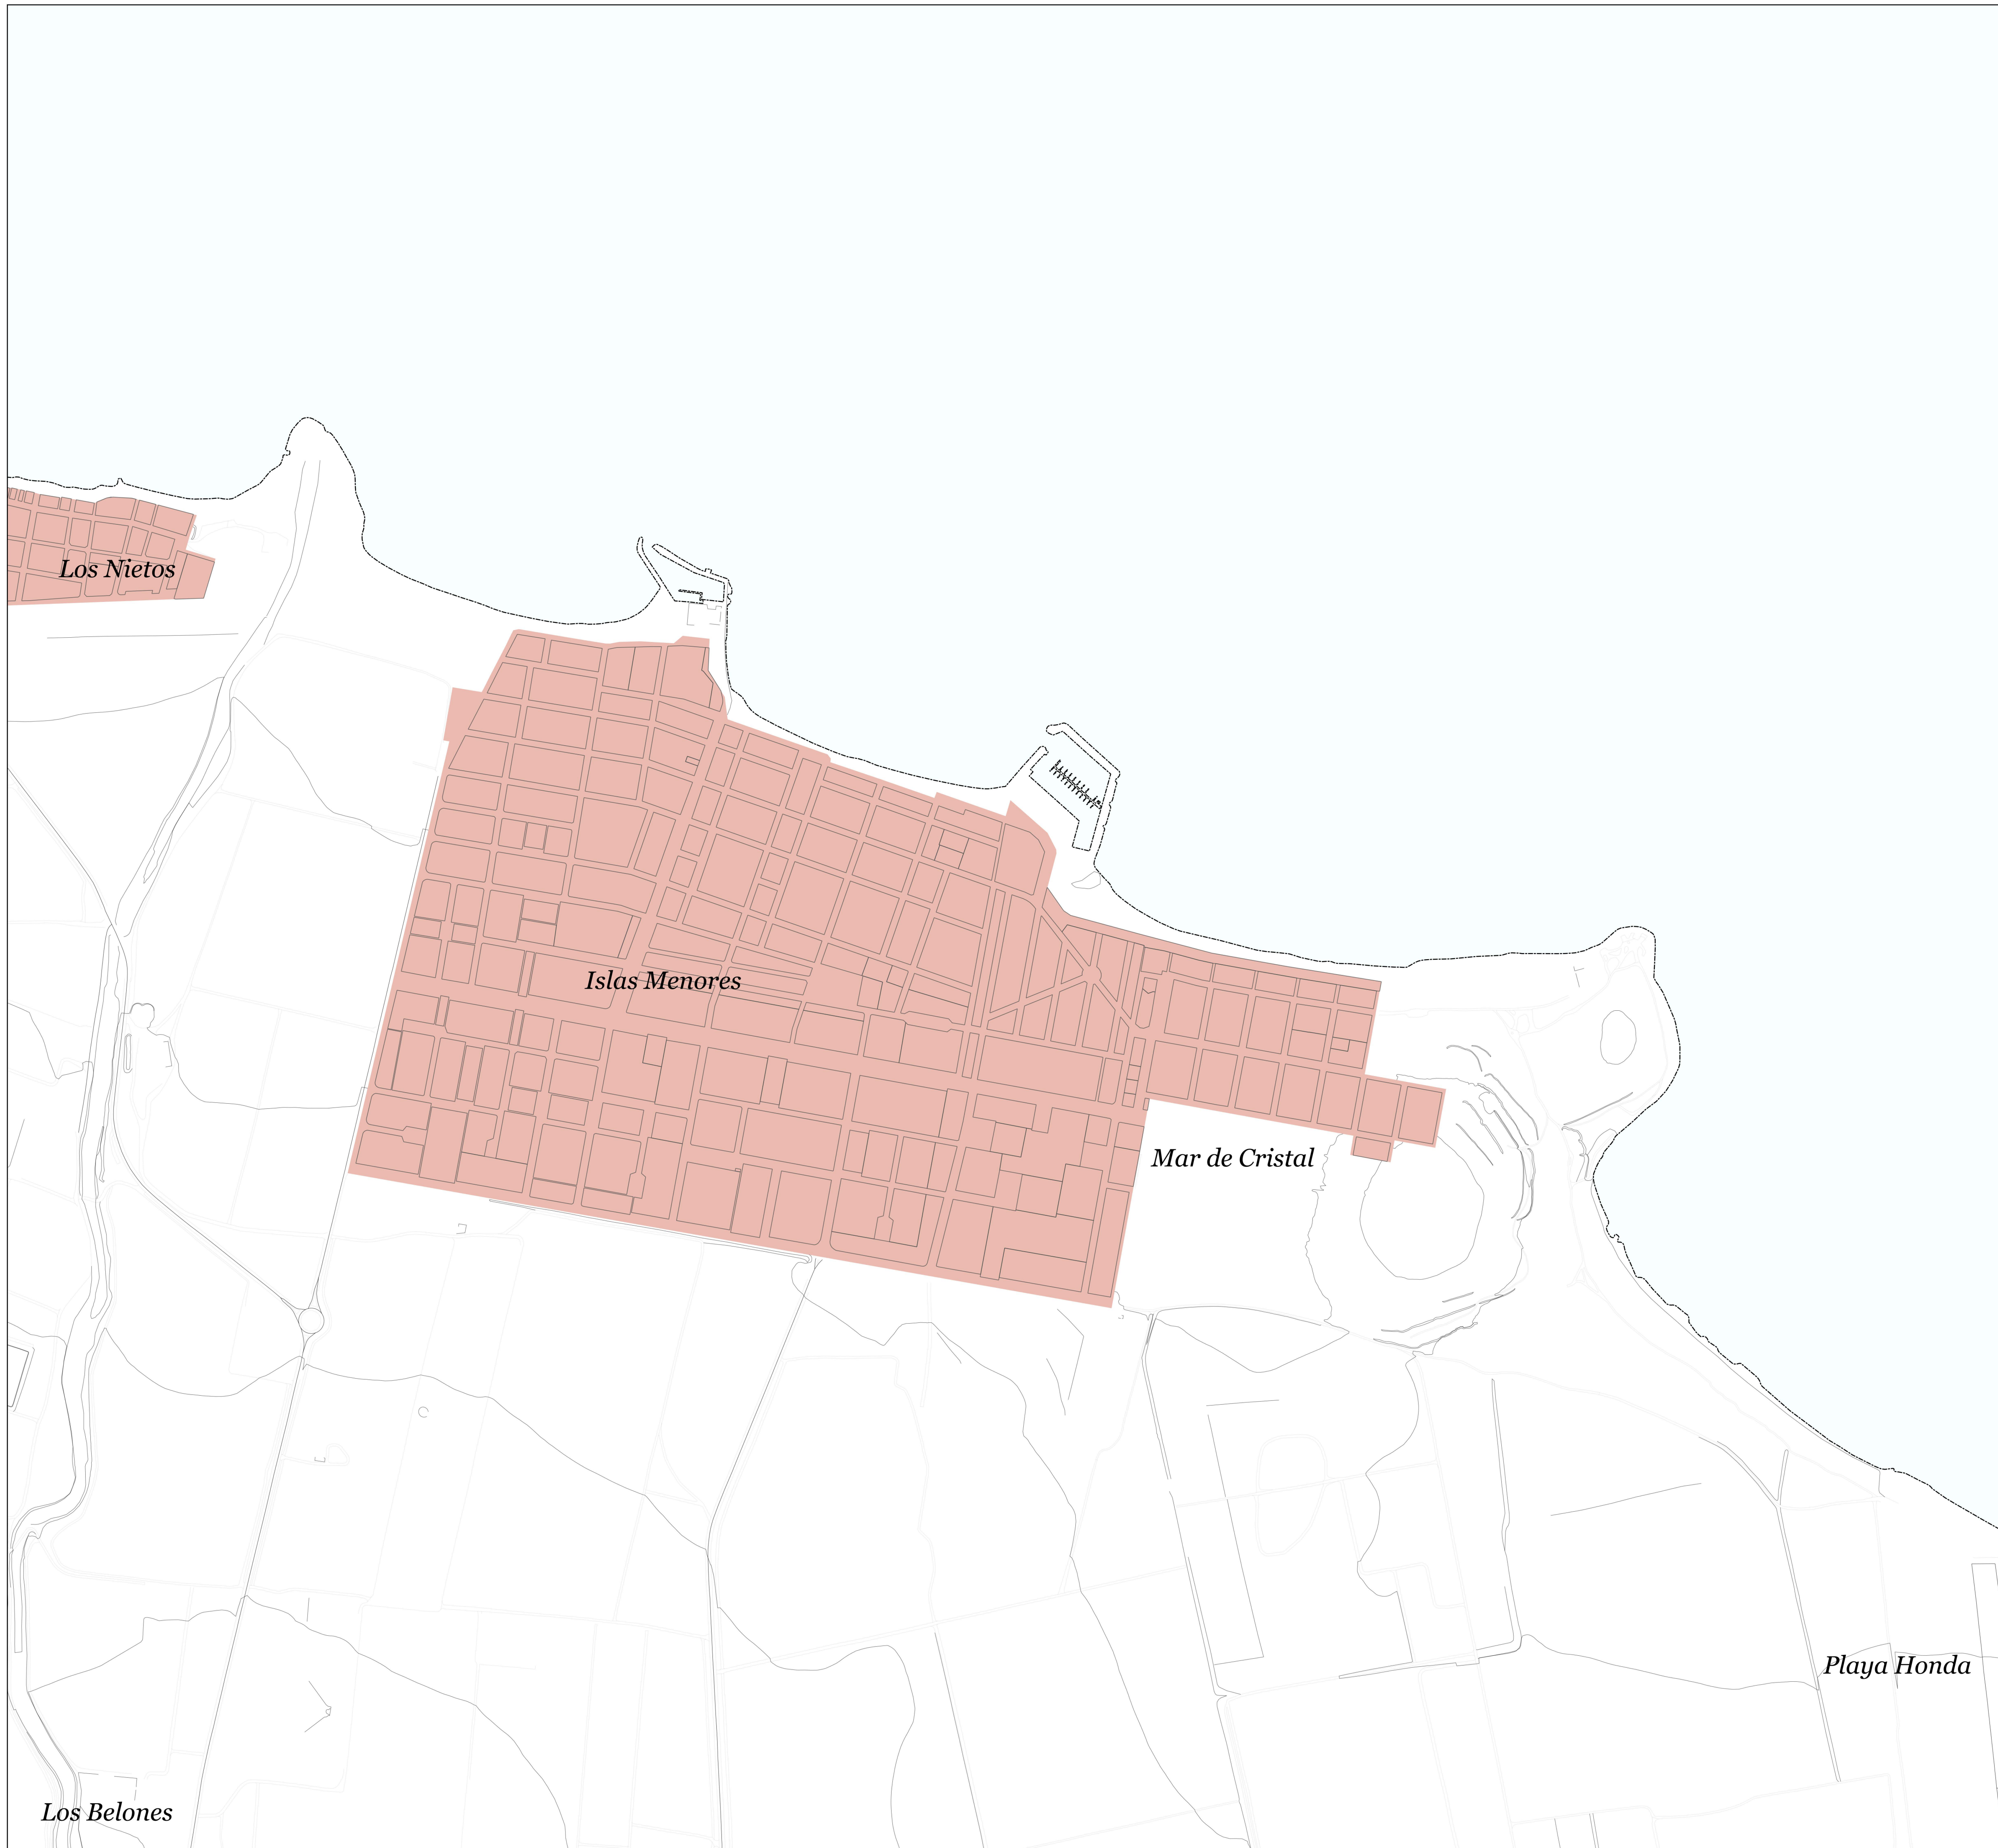 Los Nietos
Islas Menores
Mar de Cristal
Playa Honda
Los Belones